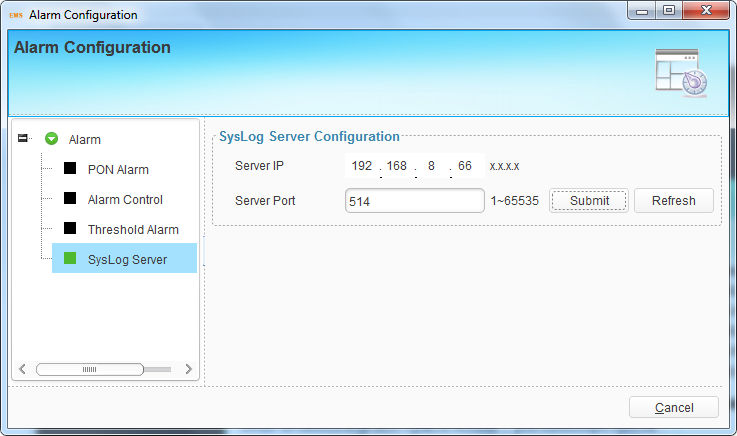 EMS Alarm Configuration
Alarm Configuration
Alarm
PON Alarm
Alarm Control
Threshold Alarm
SysLog Server
SysLog Server Configuration
Server IP 192 . 168 . 8 . 66 x.x.x.x
Server Port 514 1~65535 Submit Refresh
Cancel